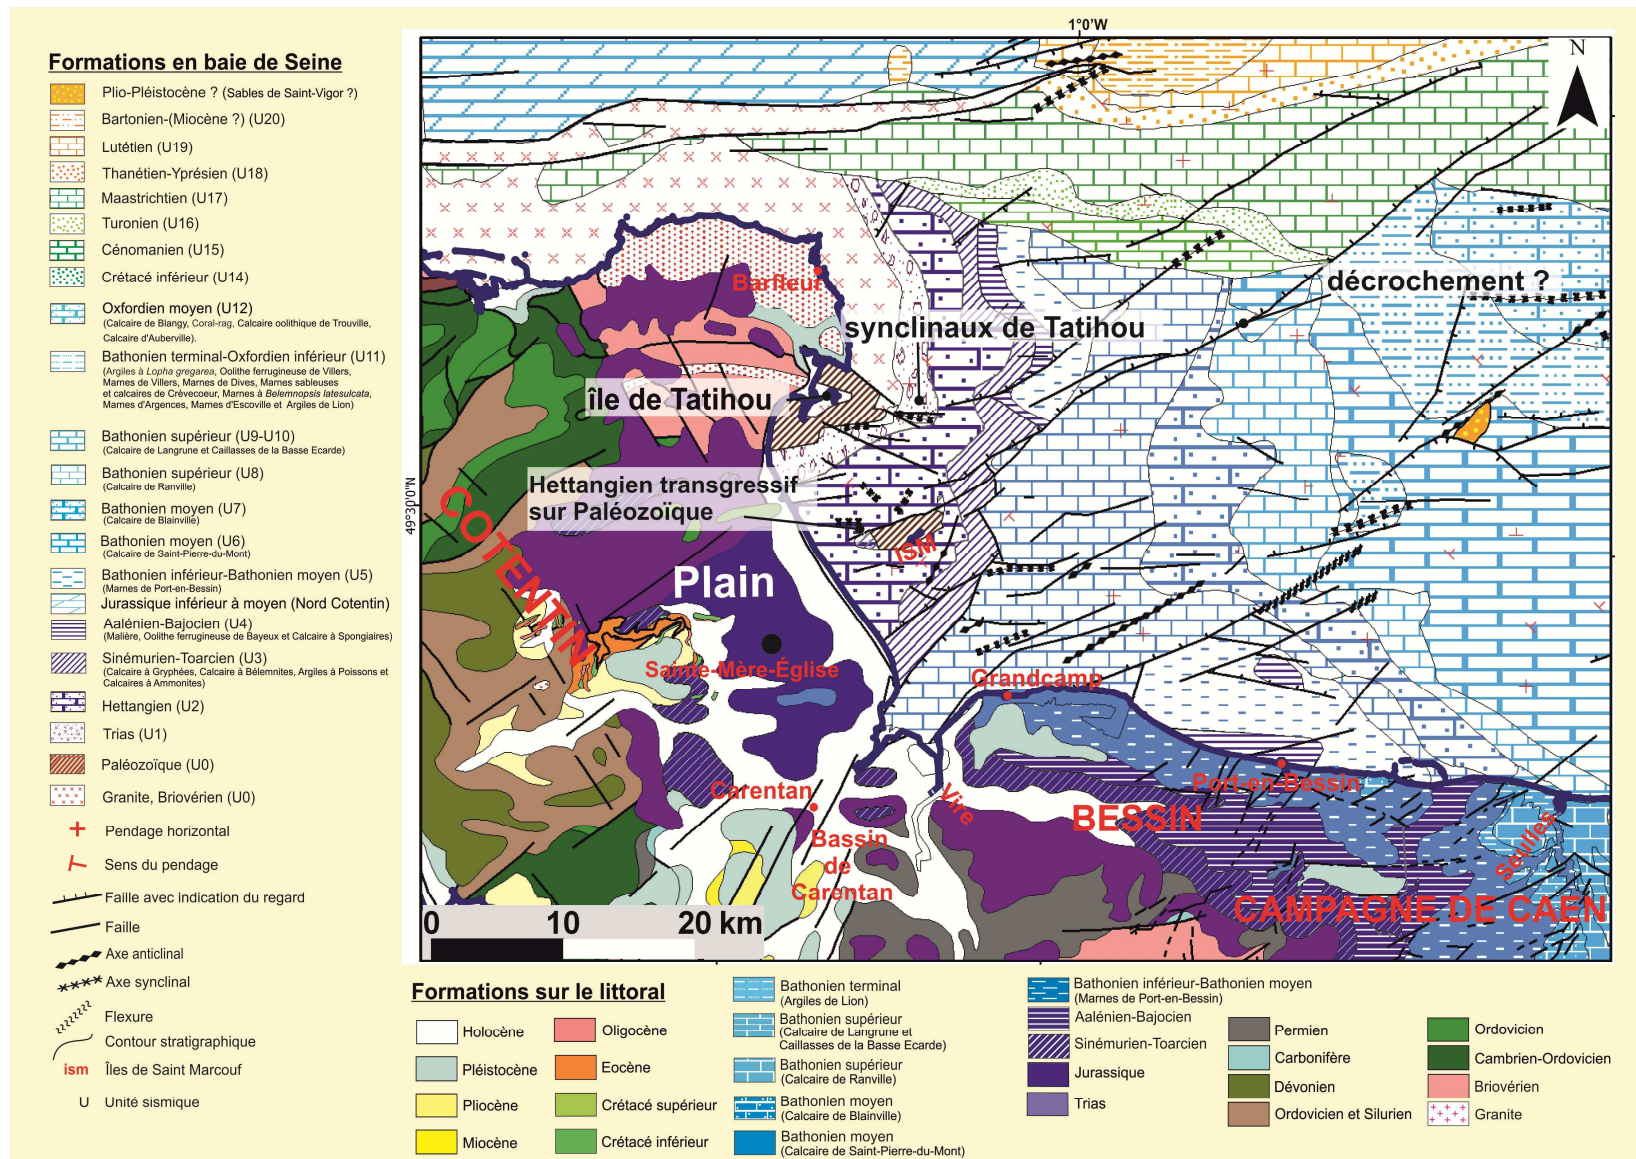 Formations en baie de Seine
Plio-Pléistocène ? (Sables de Saint-Vigor ?)
Bartonien-(Miocène ?) (U20)
Lutétien (U19)
Thanétien-Yprésien (U18)
Maastrichtien (U17)
Turonien (U16)
Cénomanien (U15)
Crétacé inférieur (U14)
Oxfordien moyen (U12)
(Calcaire de Blangy, Coral-rag, Calcaire oolithique de Trouville,
Calcaire d'Auberville).
Bathonien terminal-Oxfordien inférieur (U11)
(Argiles à Lopha gregarea, Oolithe ferrugineuse de Villers,
Marnes de Villers, Marnes de Dives, Marnes sableuses
et calcaires de Crèvecoeur, Marnes à Belemnopsis latesulcata,
Marnes d'Argences, Marnes d'Escoville et Argiles de Lion)
Bathonien supérieur (U9-U10)
(Calcaire de Langrune et Caillasses de la Basse Ecarde)
Bathonien supérieur (U8)
(Calcaire de Ranville)
Bathonien moyen (U7)
(Calcaire de Blainville)
Bathonien moyen (U6)
(Calcaire de Saint-Pierre-du-Mont)
Bathonien inférieur-Bathonien moyen (U5)
(Marnes de Port-en-Bessin)
Jurassique inférieur à moyen (Nord Cotentin)
Aalénien-Bajocien (U4)
(Malière, Oolithe ferrugineuse de Bayeux et Calcaire à Spongiaires)
Sinémurien-Toarcien (U3)
(Calcaire à Gryphées, Calcaire à Bélemnites, Argiles à Poissons et
Calcaires à Ammonites)
Hettangien (U2)
Trias (U1)
Paléozoïque (U0)
Granite, Briovérien (U0)
Pendage horizontal
Sens du pendage
Faille avec indication du regard
Faille
Axe anticlinal
Axe synclinal
Flexure
Contour stratigraphique
ism Îles de Saint Marcouf
U Unité sismique
1°0'W
N
49°30'0"N
décrochement ?
Barfleur
synclinaux de Tatihou
île de Tatihou
Hettangien transgressif
sur Paléozoïque
COTENTIN
ISM
Plain
Sainte-Mère-Église
Grandcamp
Port-en-Bessin
Carentan
Vire
BESSIN
Bassin
de
Carentan
Seulles
CAMPAGNE DE CAEN
0 10 20 km
Formations sur le littoral
Holocène
Pléistocène
Pliocène
Miocène
Oligocène
Eocène
Crétacé supérieur
Crétacé inférieur
Bathonien terminal
(Argiles de Lion)
Bathonien supérieur
(Calcaire de Langrune et
Caillasses de la Basse Ecarde)
Bathonien supérieur
(Calcaire de Ranville)
Bathonien moyen
(Calcaire de Blainville)
Bathonien moyen
(Calcaire de Saint-Pierre-du-Mont)
Bathonien inférieur-Bathonien moyen
(Marnes de Port-en-Bessin)
Aalénien-Bajocien
Sinémurien-Toarcien
Jurassique
Trias
Permien
Carbonifère
Dévonien
Ordovicien et Silurien
Ordovicien
Cambrien-Ordovicien
Briovérien
Granite